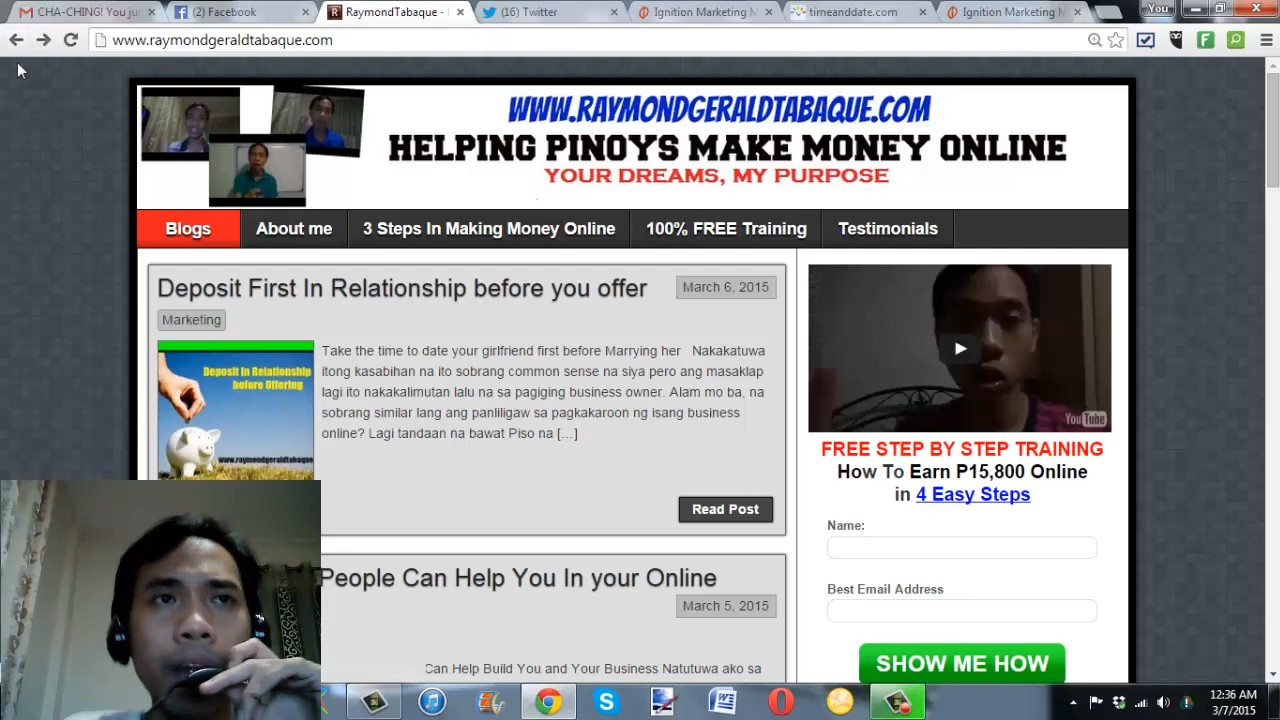 CHA-CHING! You ju
(2) Facebook
RaymondTabaque -
(16) Twitter
Ignition Marketing M
timeanddate.com
Ignition Marketing M
You
www.raymondgeraldtabaque.com
WWW.RAYMONDGERALDTABAQUE.COM
HELPING PINOYS MAKE MONEY ONLINE
YOUR DREAMS, MY PURPOSE
Blogs
About me
3 Steps In Making Money Online
100% FREE Training
Testimonials
Deposit First In Relationship before you offer
March 6, 2015
Marketing
Deposit In Relationship
before Offering
www.raymondgeraldtabaque.com
Take the time to date your girlfriend first before Marrying her Nakakatuwa
itong kasabihan na ito sobrang common sense na siya pero ang masaklap
lagi ito nakakalimutan lalu na sa pagiging business owner. Alam mo ba, na
sobrang similar lang ang panliligaw sa pagkakaroon ng isang business
online? Lagi tandaan na bawat Piso na […]
Read Post
People Can Help You In your Online
March 5, 2015
Can Help Build You and Your Business Natutuwa ako sa
You Tube
FREE STEP BY STEP TRAINING
How To Earn P15,800 Online
in 4 Easy Steps
Name:
Best Email Address
SHOW ME HOW
12:36 AM
3/7/2015